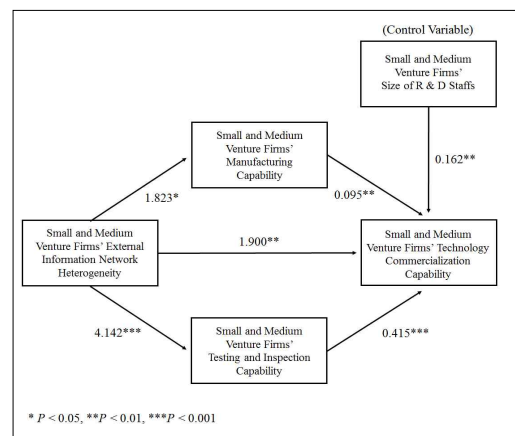 (Control Variable)
Small and Medium
Venture Firms'
Size of R & D Staffs
Small and Medium
Venture Firms'
Manufacturing
Capability
0.162**
1.823*
0.095**
Small and Medium
Venture Firms' External
Information Network
Heterogeneity
1.900**
Small and Medium
Venture Firms' Technology
Commercialization
Capability
4.142***
0.415***
Small and Medium
Venture Firms'
Testing and Inspection
Capability
* P < 0.05, **P < 0.01, ***P < 0.001